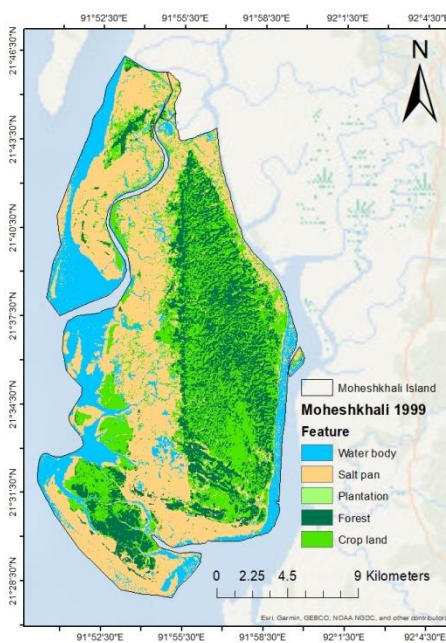 91°52'30"E 91°55'30"E 91°58'30"E 92°1'30"E 92°4'30"E
21°46'30"N
21°43'30"N
21°40'30"N
21°37'30"N
21°34'30"N
21°31'30"N
21°28'30"N
N
Moheshkhali Island
Moheshkhali 1999
Feature
Water body
Salt pan
Plantation
Forest
Crop land
0 2.25 4.5 9 Kilometers
Esri, Garmin, GEBCO, NOAA NGDC, and other contributors
91°52'30"E 91°55'30"E 91°58'30"E 92°1'30"E 92°4'30"E